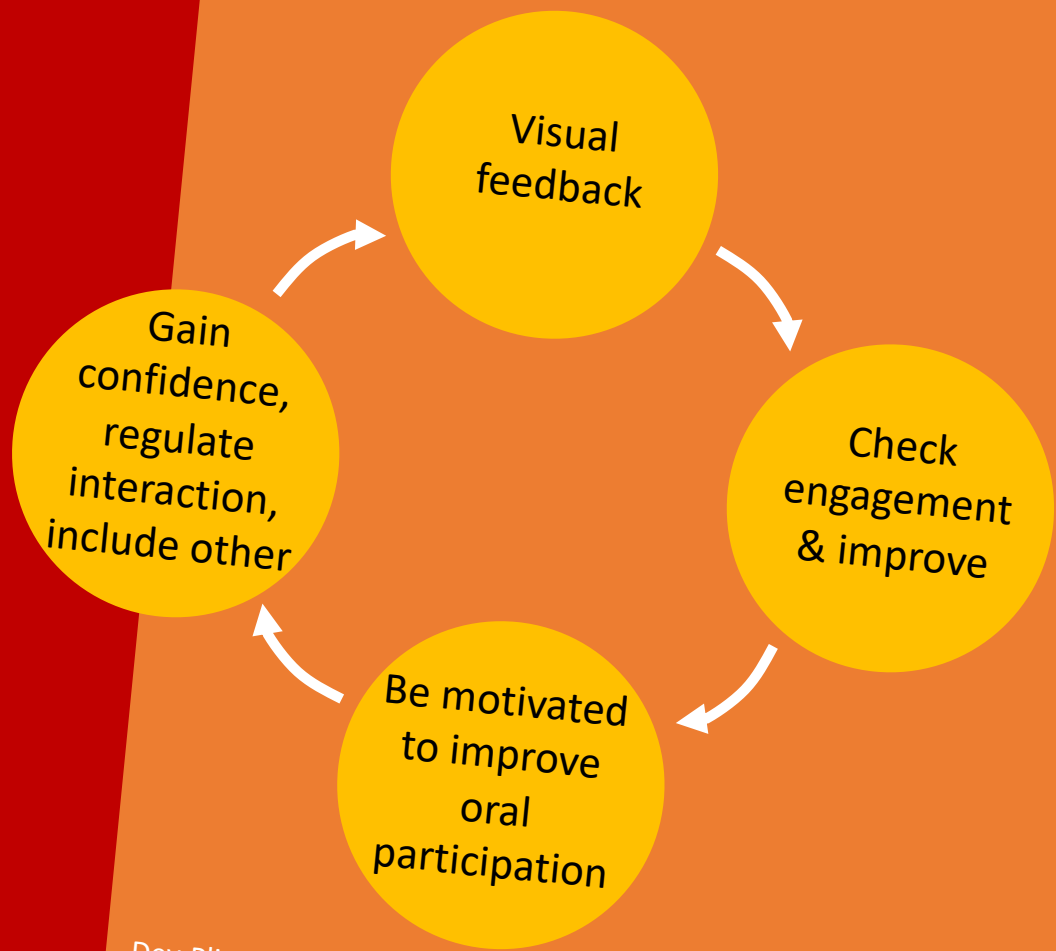 Visual
feedback
Check
engagement
& improve
Be motivated
to improve
oral
participation
Gain
confidence,
regulate
interaction,
include other